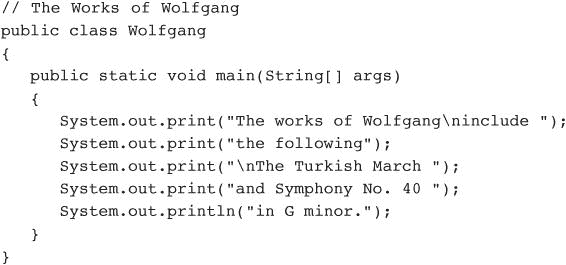 // The Works of Wolfgang
public class Wolfgang
{
   public static void main(String[] args)
   {
      System.out.print("The works of Wolfgang\ninclude ");
      System.out.print("the following");
      System.out.print("\nThe Turkish March ");
      System.out.print("and Symphony No. 40 ");
      System.out.println("in G minor.");
   }
}